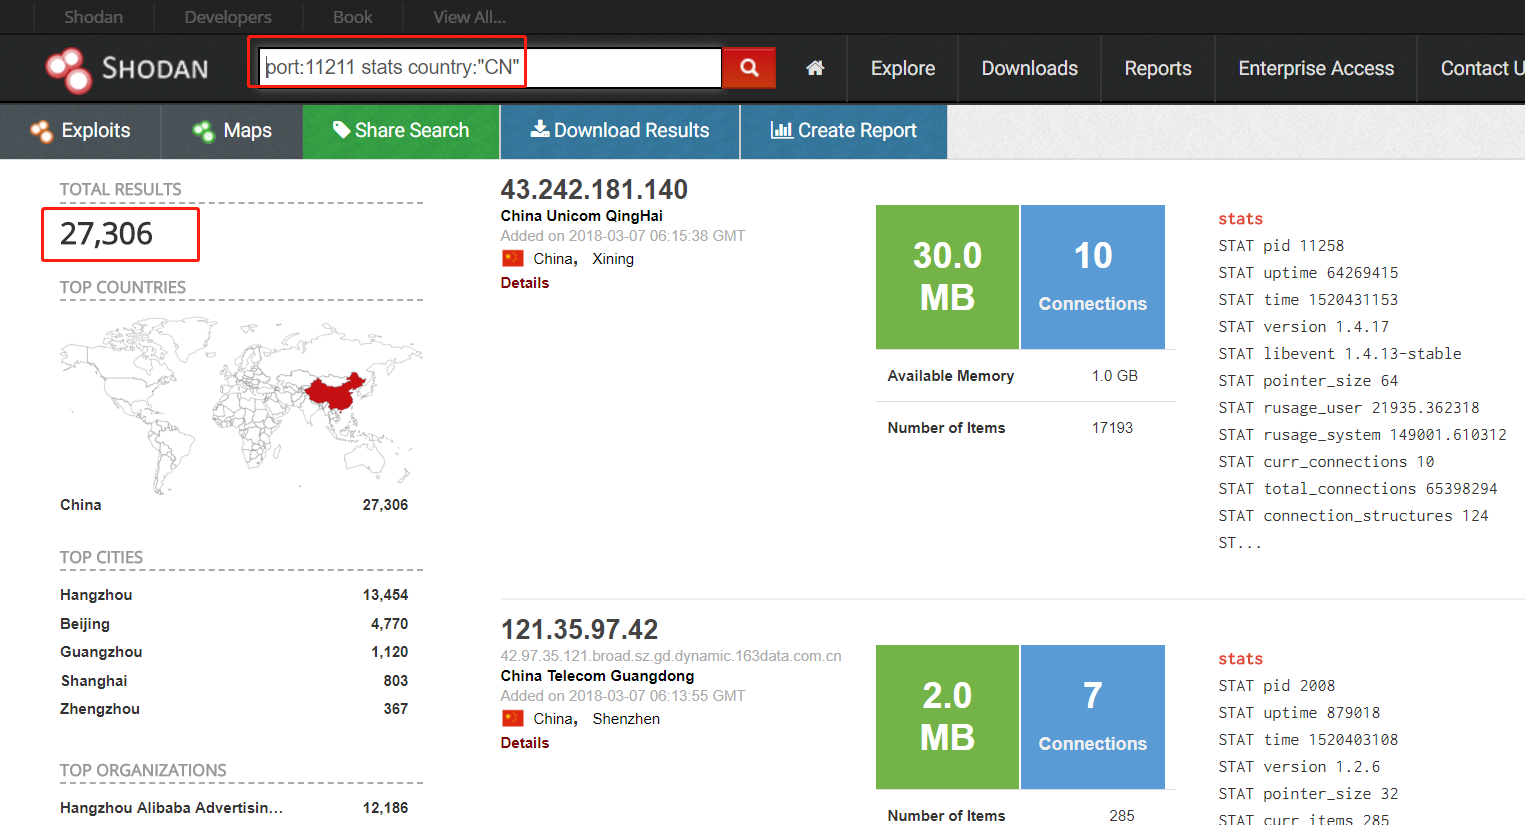 Shodan Developers Book View All...
SHODAN port:11211 stats country:"CN" Explore Downloads Reports Enterprise Access Contact U
Exploits Maps Share Search Download Results Create Report
TOTAL RESULTS
27,306
TOP COUNTRIES
China 27,306
TOP CITIES
Hangzhou 13,454
Beijing 4,770
Guangzhou 1,120
Shanghai 803
Zhengzhou 367
TOP ORGANIZATIONS
Hangzhou Alibaba Advertisin... 12,186
43.242.181.140
China Unicom QingHai
Added on 2018-03-07 06:15:38 GMT
China, Xining
Details
30.0
MB
10
Connections
Available Memory 1.0 GB
Number of Items 17193
stats
STAT pid 11258
STAT uptime 64269415
STAT time 1520431153
STAT version 1.4.17
STAT libevent 1.4.13-stable
STAT pointer_size 64
STAT rusage_user 21935.362318
STAT rusage_system 149001.610312
STAT curr_connections 10
STAT total_connections 65398294
STAT connection_structures 124
ST...
121.35.97.42
42.97.35.121.broad.sz.gd.dynamic.163data.com.cn
China Telecom Guangdong
Added on 2018-03-07 06:13:55 GMT
China, Shenzhen
Details
2.0
MB
7
Connections
Number of Items 285
stats
STAT pid 2008
STAT uptime 879018
STAT time 1520403108
STAT version 1.2.6
STAT pointer_size 32
STAT curr_items 285